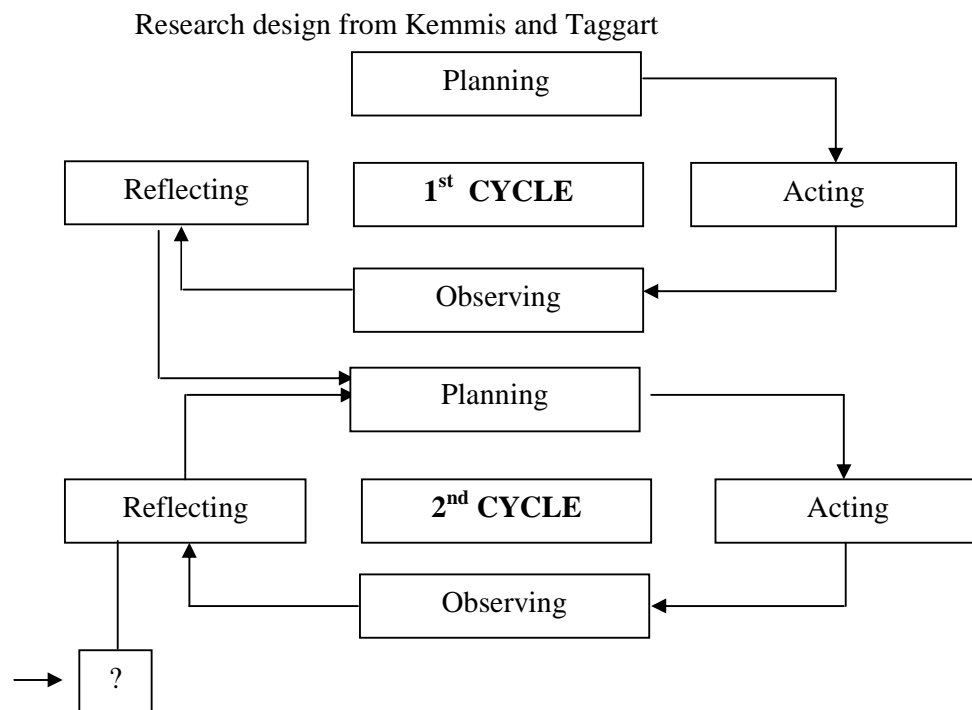 Research design from Kemmis and Taggart
Planning
Reflecting
1st CYCLE
Acting
Observing
Planning
Reflecting
2nd CYCLE
Acting
Observing
?